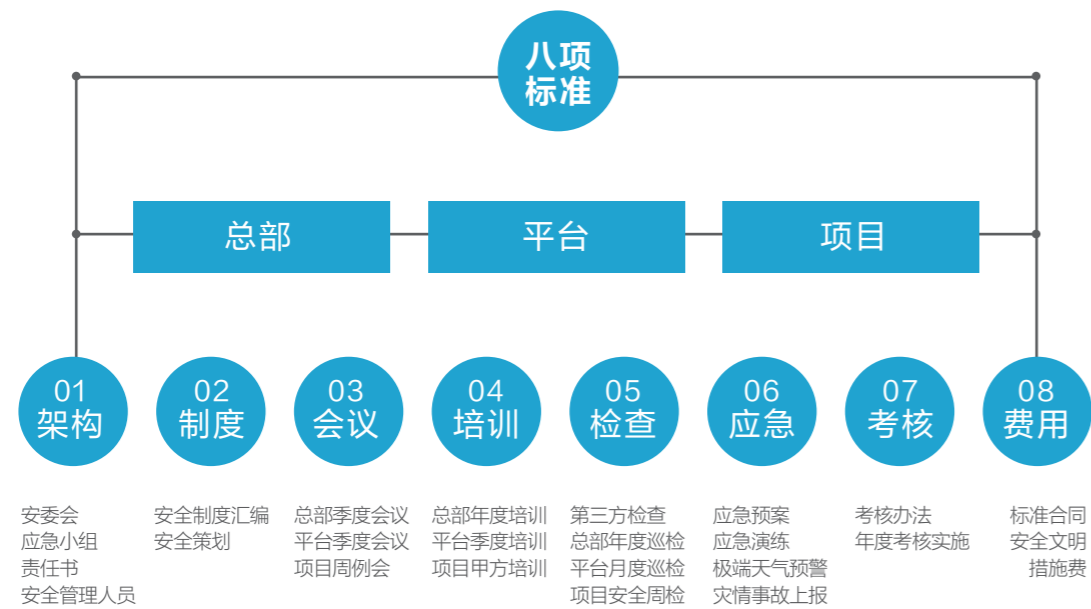 八项
标准
总部
平台
项目
01
架构
02
制度
03
会议
04
培训
05
检查
06
应急
07
考核
08
费用
安委会
应急小组
责任书
安全管理人员
安全制度汇编
安全策划
总部季度会议
平台季度会议
项目周例会
总部年度培训
平台季度培训
项目甲方培训
第三方检查
总部年度巡检
平台月度巡检
项目安全周检
应急预案
应急演练
极端天气预警
灾情事故上报
考核办法
年度考核实施
标准合同
安全文明
措施费